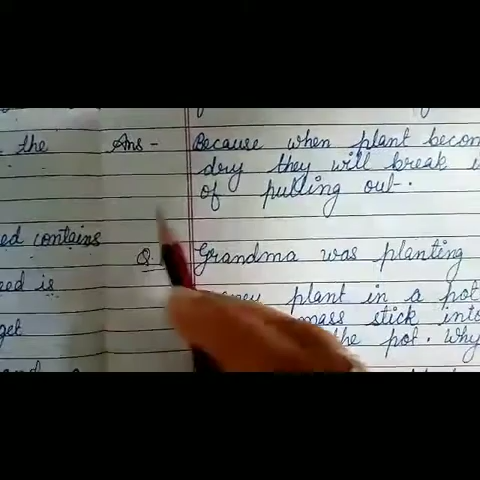 the
ed contains
eed is
get
Ans- Because when plant becom
dry they will break i
of pulling out.
Q. Grandma was planting
plant in a pot
mass stick into
the pot. Why